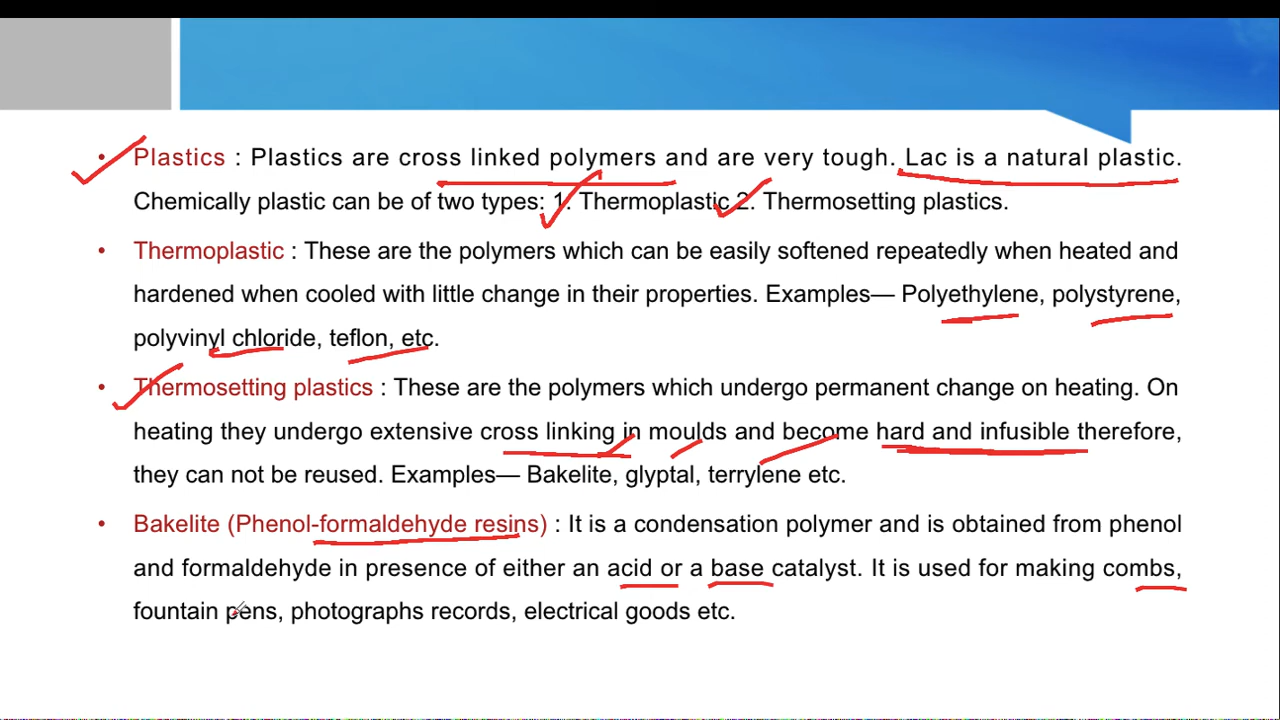 • Plastics : Plastics are cross linked polymers and are very tough. Lac is a natural plastic.
Chemically plastic can be of two types: 1. Thermoplastic 2. Thermosetting plastics.
• Thermoplastic : These are the polymers which can be easily softened repeatedly when heated and
hardened when cooled with little change in their properties. Examples— Polyethylene, polystyrene,
polyvinyl chloride, teflon, etc.
• Thermosetting plastics : These are the polymers which undergo permanent change on heating. On
heating they undergo extensive cross linking in moulds and become hard and infusible therefore,
they can not be reused. Examples— Bakelite, glyptal, terrylene etc.
• Bakelite (Phenol-formaldehyde resins) : It is a condensation polymer and is obtained from phenol
and formaldehyde in presence of either an acid or a base catalyst. It is used for making combs,
fountain pens, photographs records, electrical goods etc.